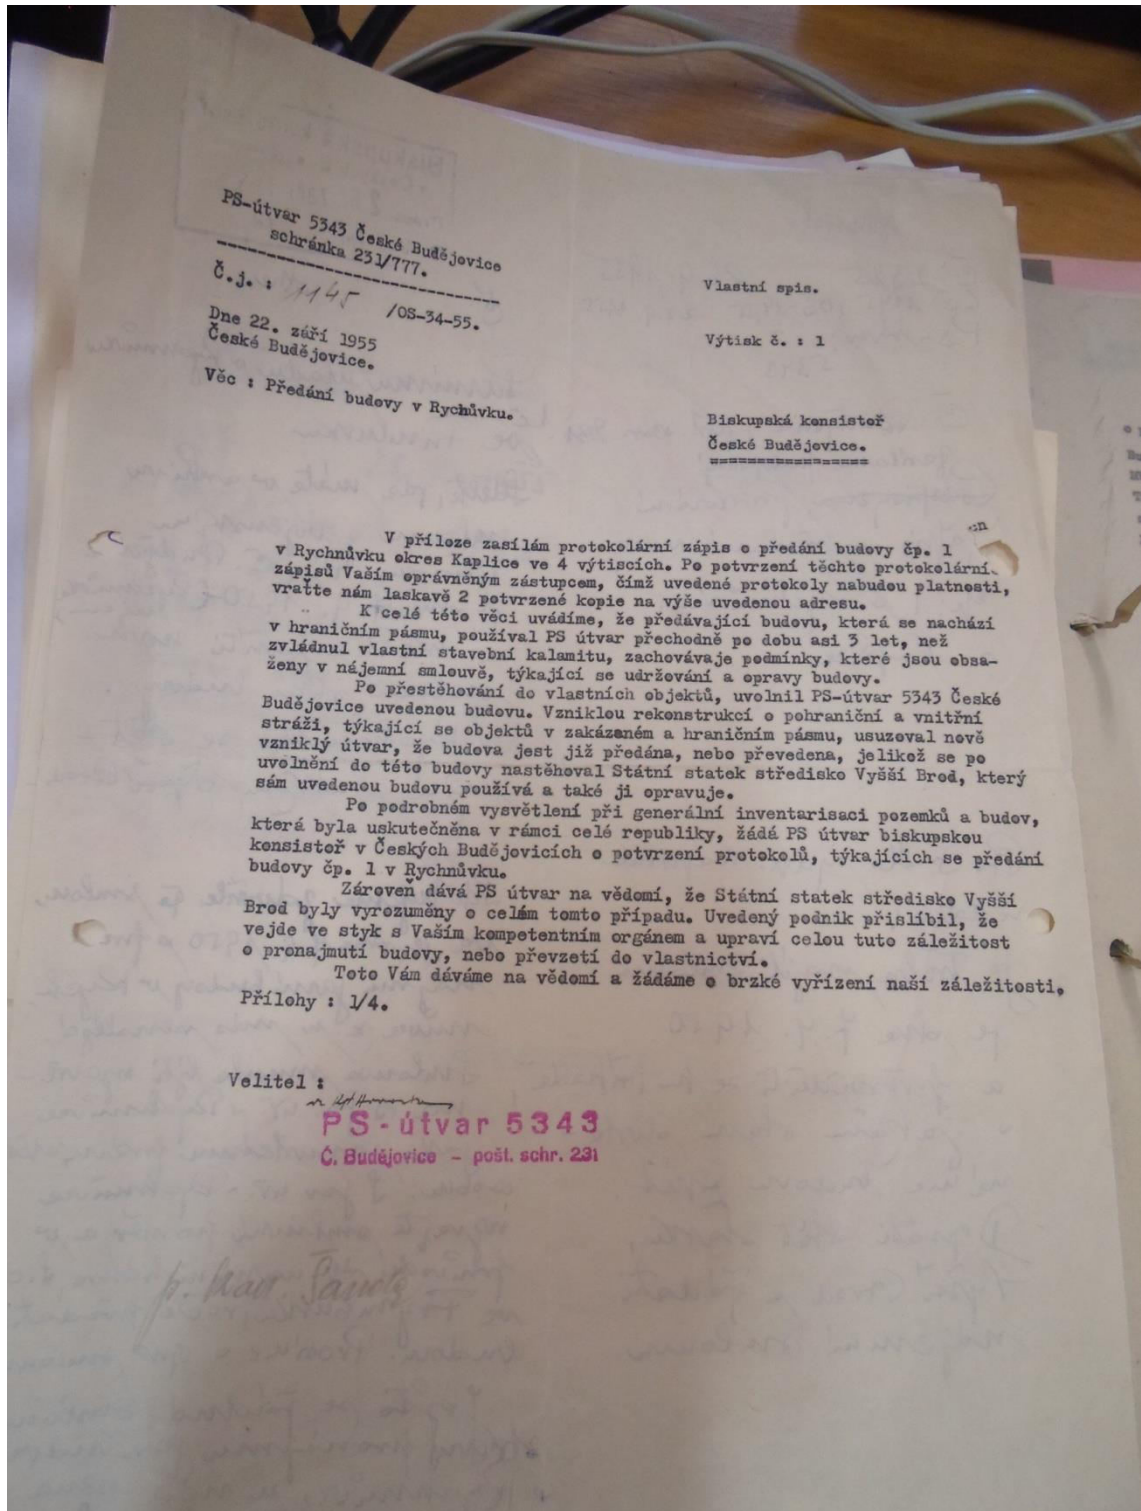 PS-útvar 5343 České Budějovice
schránka 231/777.
Č.j. : 1145 /OS-34-55.
Dne 22. září 1955
České Budějovice.
Věc : Předání budovy v Rychůvku.
Vlastní spis.
Výtisk č. : 1
Biskupská konsistoř
České Budějovice.
V příloze zasílám protokolární zápis o předání budovy čp. 1
v Rychnůvku okres Kaplice ve 4 výtiscích. Po potvrzení těchto protokolární
zápisů Vaším oprávněným zástupcem, čímž uvedené protokoly nabudou platnosti,
vraťte nám laskavě 2 potvrzené kopie na výše uvedenou adresu.
K celé této věci uvádíme, že předávající budovu, která se nachází
v hraničním pásmu, používal PS útvar přechodně po dobu asi 3 let, než
zvládnul vlastní stavební kalamitu, zachovávaje podmínky, které jsou obsa-
ženy v nájemní smlouvě, týkající se udržování a opravy budovy.
Po přestěhování do vlastních objektů, uvolnil PS-útvar 5343 České
Budějovice uvedenou budovu. Vzniklou rekonstrukcí o pohraniční a vnitřní
stráži, týkající se objektů v zakázaném a hraničním pásmu, usuzoval nově
vzniklý útvar, že budova jest již předána, nebo převedena, jelikož se po
uvolnění do této budovy nastěhoval Státní statek středisko Vyšší Brod, který
sám uvedenou budovu používá a také ji opravuje.
Po podrobném vysvětlení při generální inventarisaci pozemků a budov,
která byla uskutečněna v rámci celé republiky, žádá PS útvar biskupskou
konsistoř v Českých Budějovicích o potvrzení protokolů, týkajících se předání
budovy čp. 1 v Rychnůvku.
Zároveň dává PS útvar na vědomí, že Státní statek středisko Vyšší
Brod byly vyrozuměny o celám tomto případu. Uvedený podnik přislíbil, že
vejde ve styk s Vaším kompetentním orgánem a upraví celou tuto záležitost
o pronajmutí budovy, nebo převzetí do vlastnictví.
Toto Vám dáváme na vědomí a žádáme o brzké vyřízení naší záležitosti.
Přílohy : 1/4.
Velitel :
PS-útvar 5343
Č. Budějovice – pošt. schr. 231